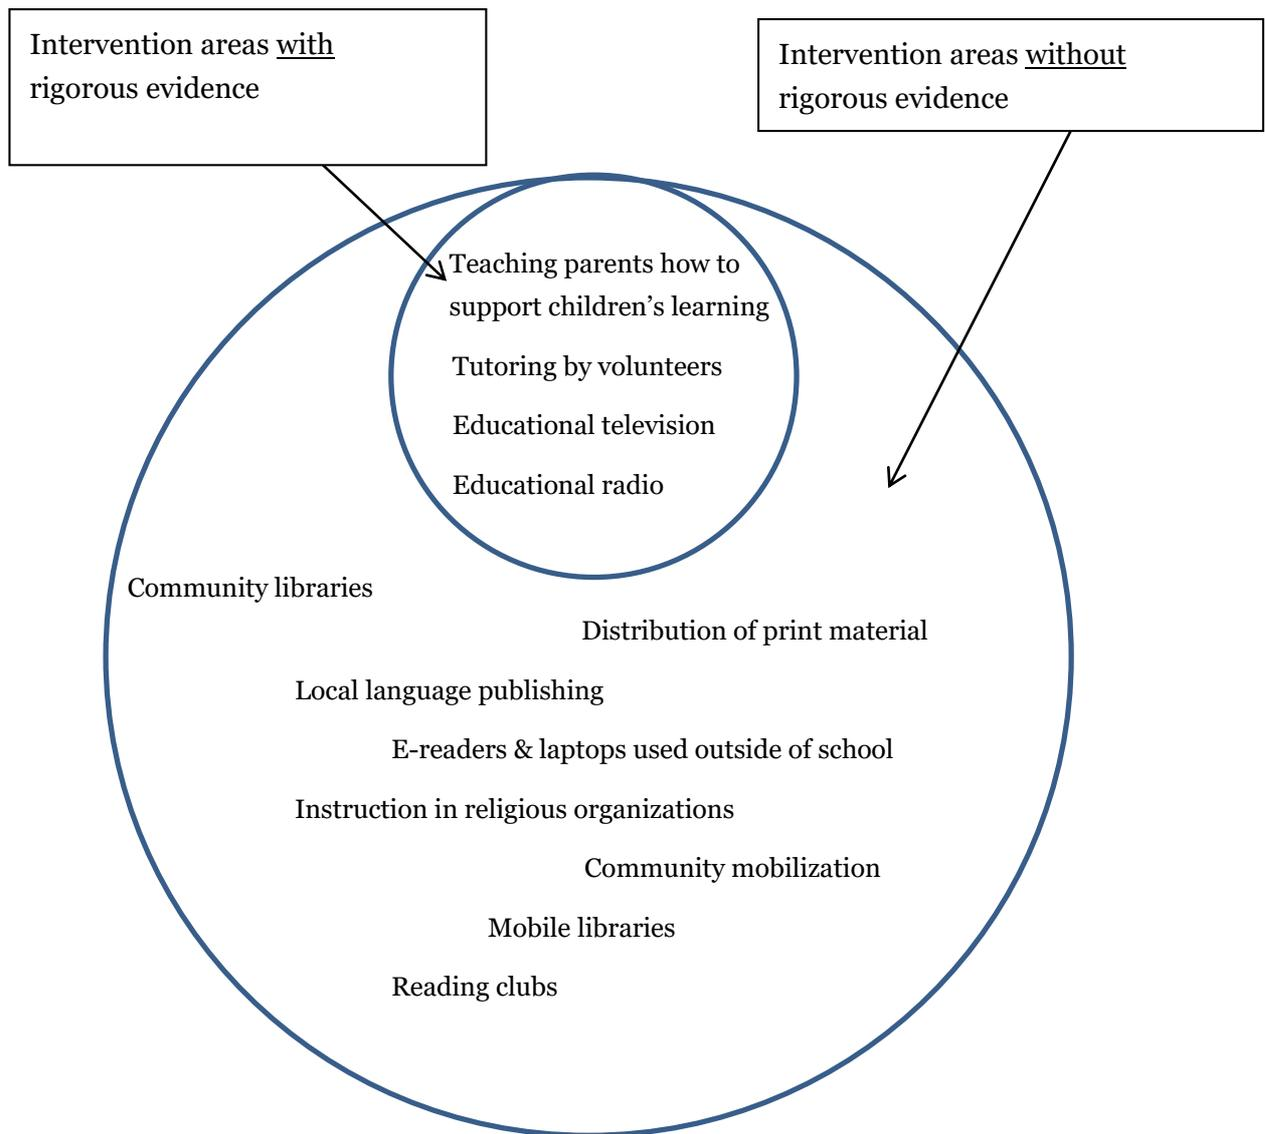 Intervention areas with
rigorous evidence
Intervention areas without
rigorous evidence
Teaching parents how to
support children’s learning
Tutoring by volunteers
Educational television
Educational radio
Community libraries
Distribution of print material
Local language publishing
E-readers & laptops used outside of school
Instruction in religious organizations
Community mobilization
Mobile libraries
Reading clubs